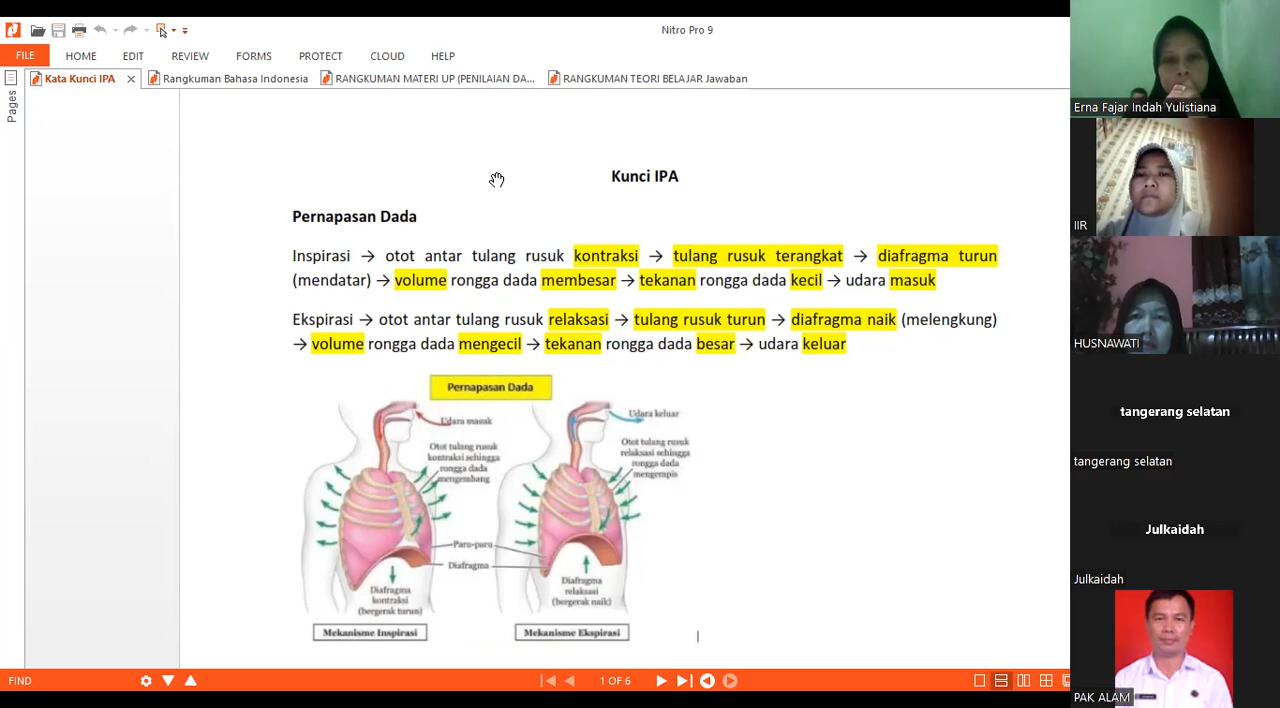 Nitro Pro 9
FILE HOME EDIT REVIEW FORMS PROTECT CLOUD HELP
Kata Kunci IPA
Rangkuman Bahasa Indonesia
RANGKUMAN MATERI UP (PENILAIAN DA...
RANGKUMAN TEORI BELAJAR Jawaban
Pages
Kunci IPA
Pernapasan Dada
Inspirasi → otot antar tulang rusuk kontraksi → tulang rusuk terangkat → diafragma turun
(mendatar) → volume rongga dada membesar → tekanan rongga dada kecil → udara masuk
Ekspirasi → otot antar tulang rusuk relaksasi → tulang rusuk turun → diafragma naik (melengkung)
→ volume rongga dada mengecil → tekanan rongga dada besar → udara keluar
Pernapasan Dada
Udara masuk
Otot tulang rusuk
kontraksi sehingga
rongga dada
mengembang
Udara keluar
Otot tulang rusuk
relaksasi sehingga
rongga dada
mengempis
Paru-paru
Diafragma
Diafragma
kontraksi
(bergerak turun)
Diafragma
relaksasi
(bergerak naik)
Mekanisme Inspirasi
Mekanisme Ekspirasi
FIND
1 OF 6
Erna Fajar Indah Yulistiana
IIR
HUSNAWATI
tangerang selatan
tangerang selatan
Julkaidah
Julkaidah
PAK ALAM